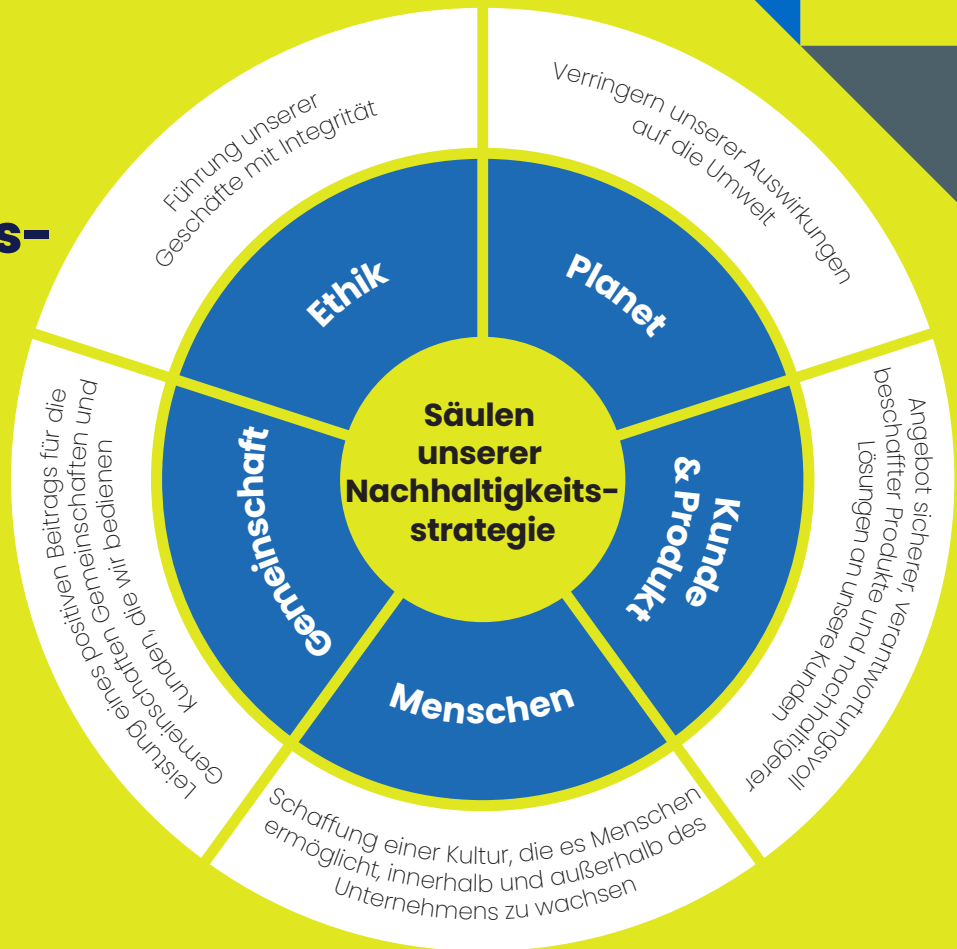 s-
Säulen
unserer
Nachhaltigkeits-
strategie
Ethik
Führung unserer
Geschäfte mit Integrität
Planet
Verringern unserer Auswirkungen
auf die Umwelt
Kunde
& Produkt
Angebot sicherer, verantwortungsvoll
beschaffter Produkte und nachhaltigerer
Lösungen an unsere Kunden
Menschen
Schaffung einer Kultur, die es Menschen
ermöglicht, innerhalb und außerhalb des
Unternehmens zu wachsen
Gemeinschaft
Leistung eines positiven Beitrags für die
Gemeinschaften Gemeinschaften und
Kunden, die wir bedienen